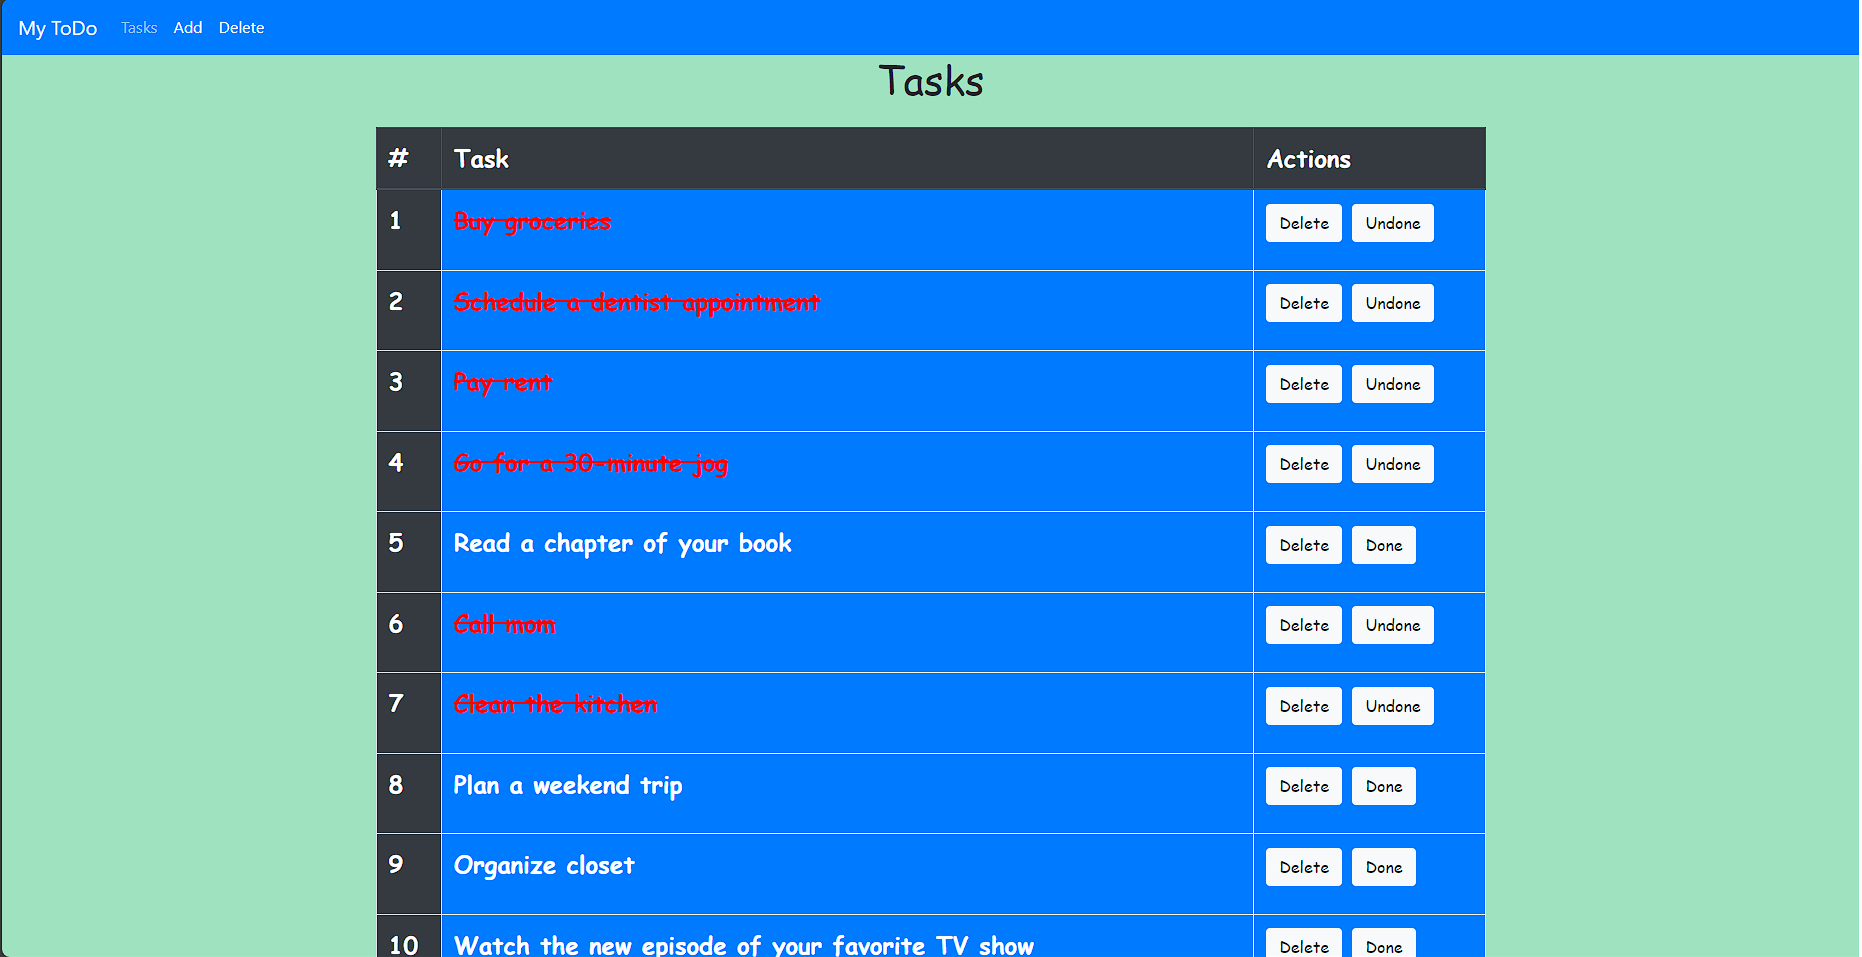 My ToDo Tasks Add Delete
Tasks
# Task Actions
1 Buy groceries Delete Undone
2 Schedule a dentist appointment Delete Undone
3 Pay rent Delete Undone
4 Go for a 30-minute jog Delete Undone
5 Read a chapter of your book Delete Done
6 Call mom Delete Undone
7 Clean the kitchen Delete Undone
8 Plan a weekend trip Delete Done
9 Organize closet Delete Done
10 Watch the new episode of your favorite TV show Delete Done